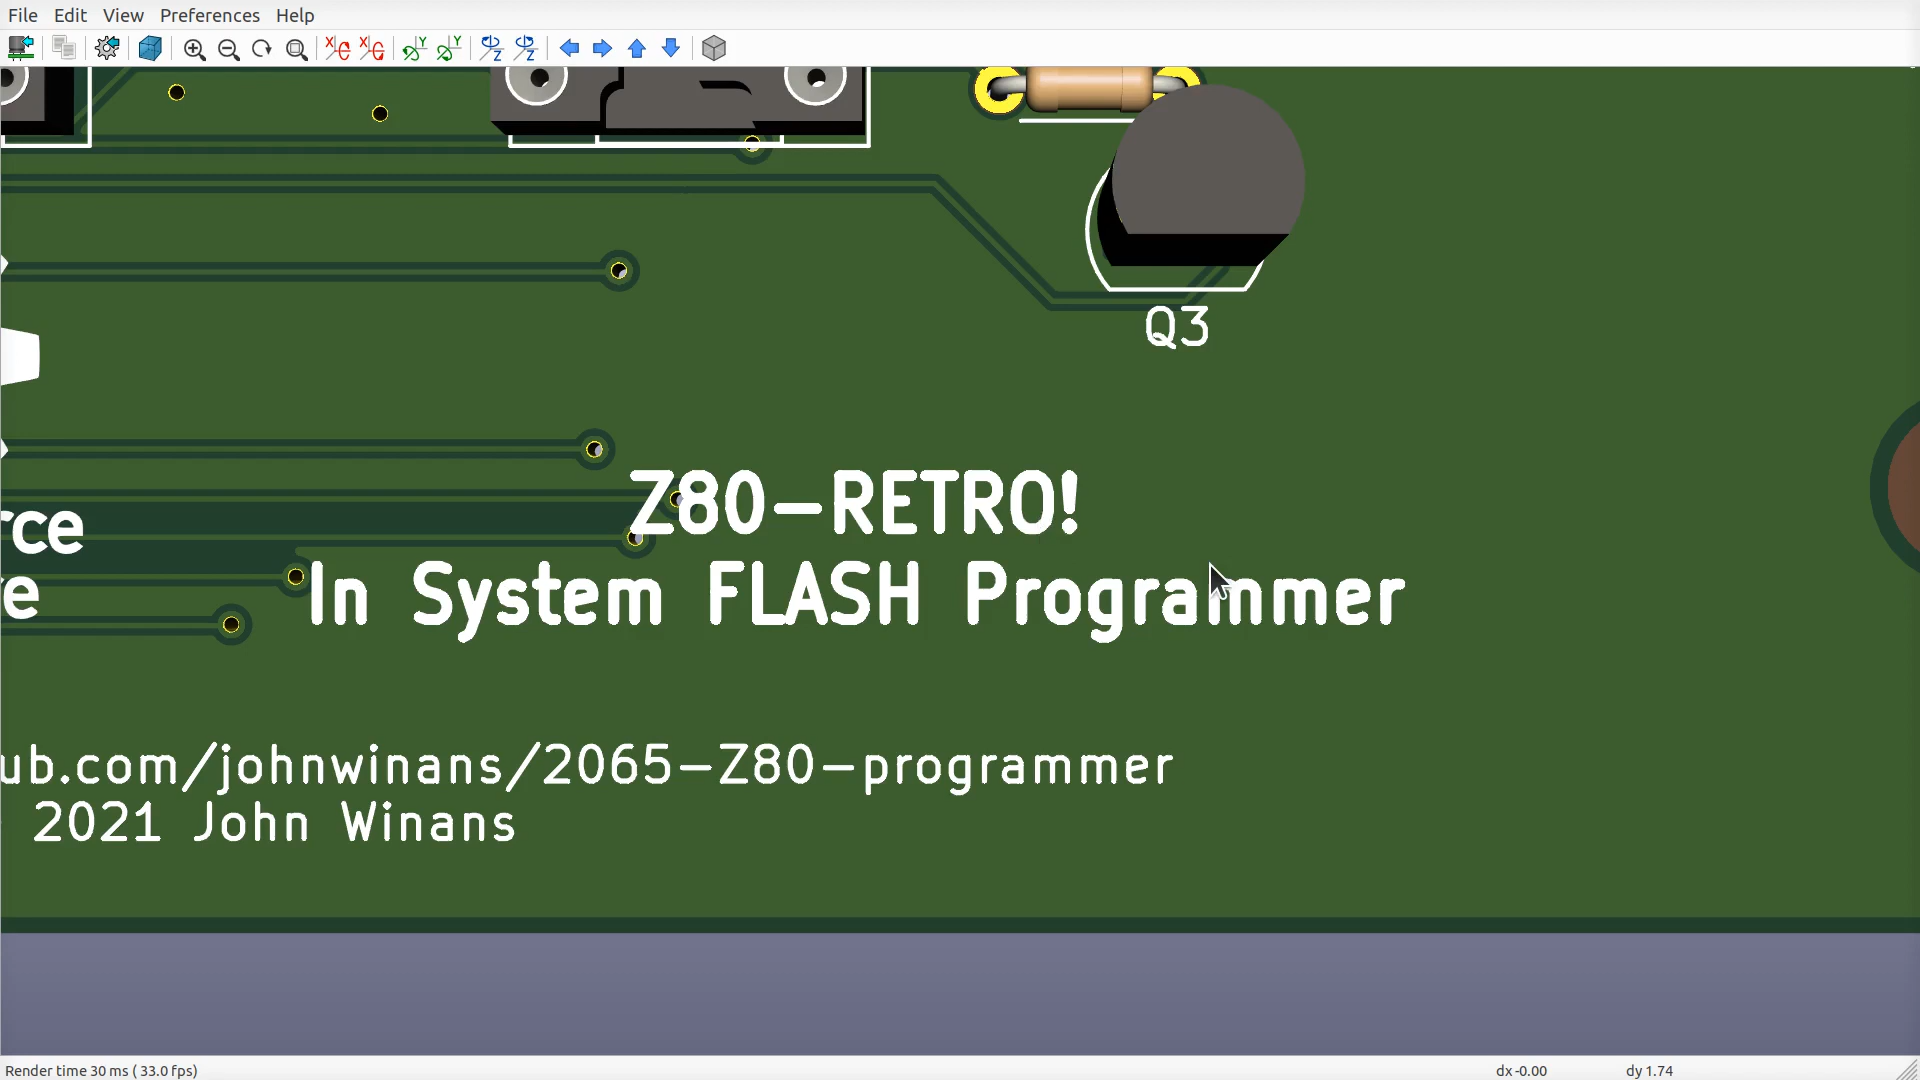 File Edit View Preferences Help
Q3
Z80-RETRO!
In System FLASH Programmer
rce
e
ub.com/johnwinans/2065-Z80-programmer
2021 John Winans
Render time 30 ms ( 33.0 fps)
dx -0.00
dy 1.74